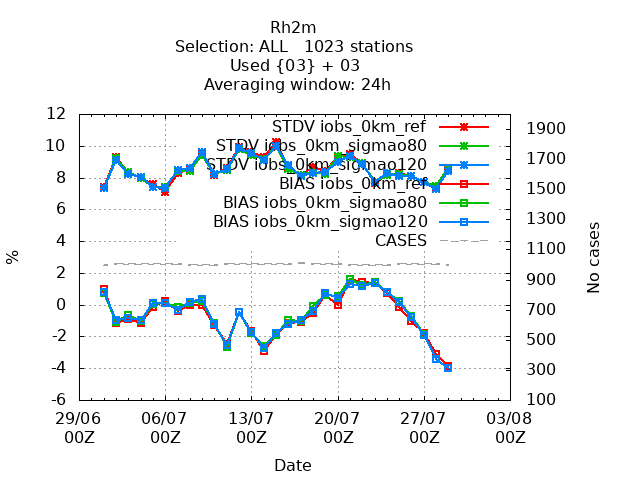 Rh2m
Selection: ALL   1023 stations
Used {03} + 03
Averaging window: 24h
STDV iobs_0km_ref
STDV iobs_0km_sigmao80
STDV iobs_0km_sigmao120
BIAS iobs_0km_ref
BIAS iobs_0km_sigmao80
BIAS iobs_0km_sigmao120
CASES
12
10
8
6
4
2
0
-2
-4
-6
%
1900
1700
1500
1300
1100
900
700
500
300
100
No cases
29/06 06/07 13/07 20/07 27/07 03/08
00Z 00Z 00Z 00Z 00Z 00Z
Date